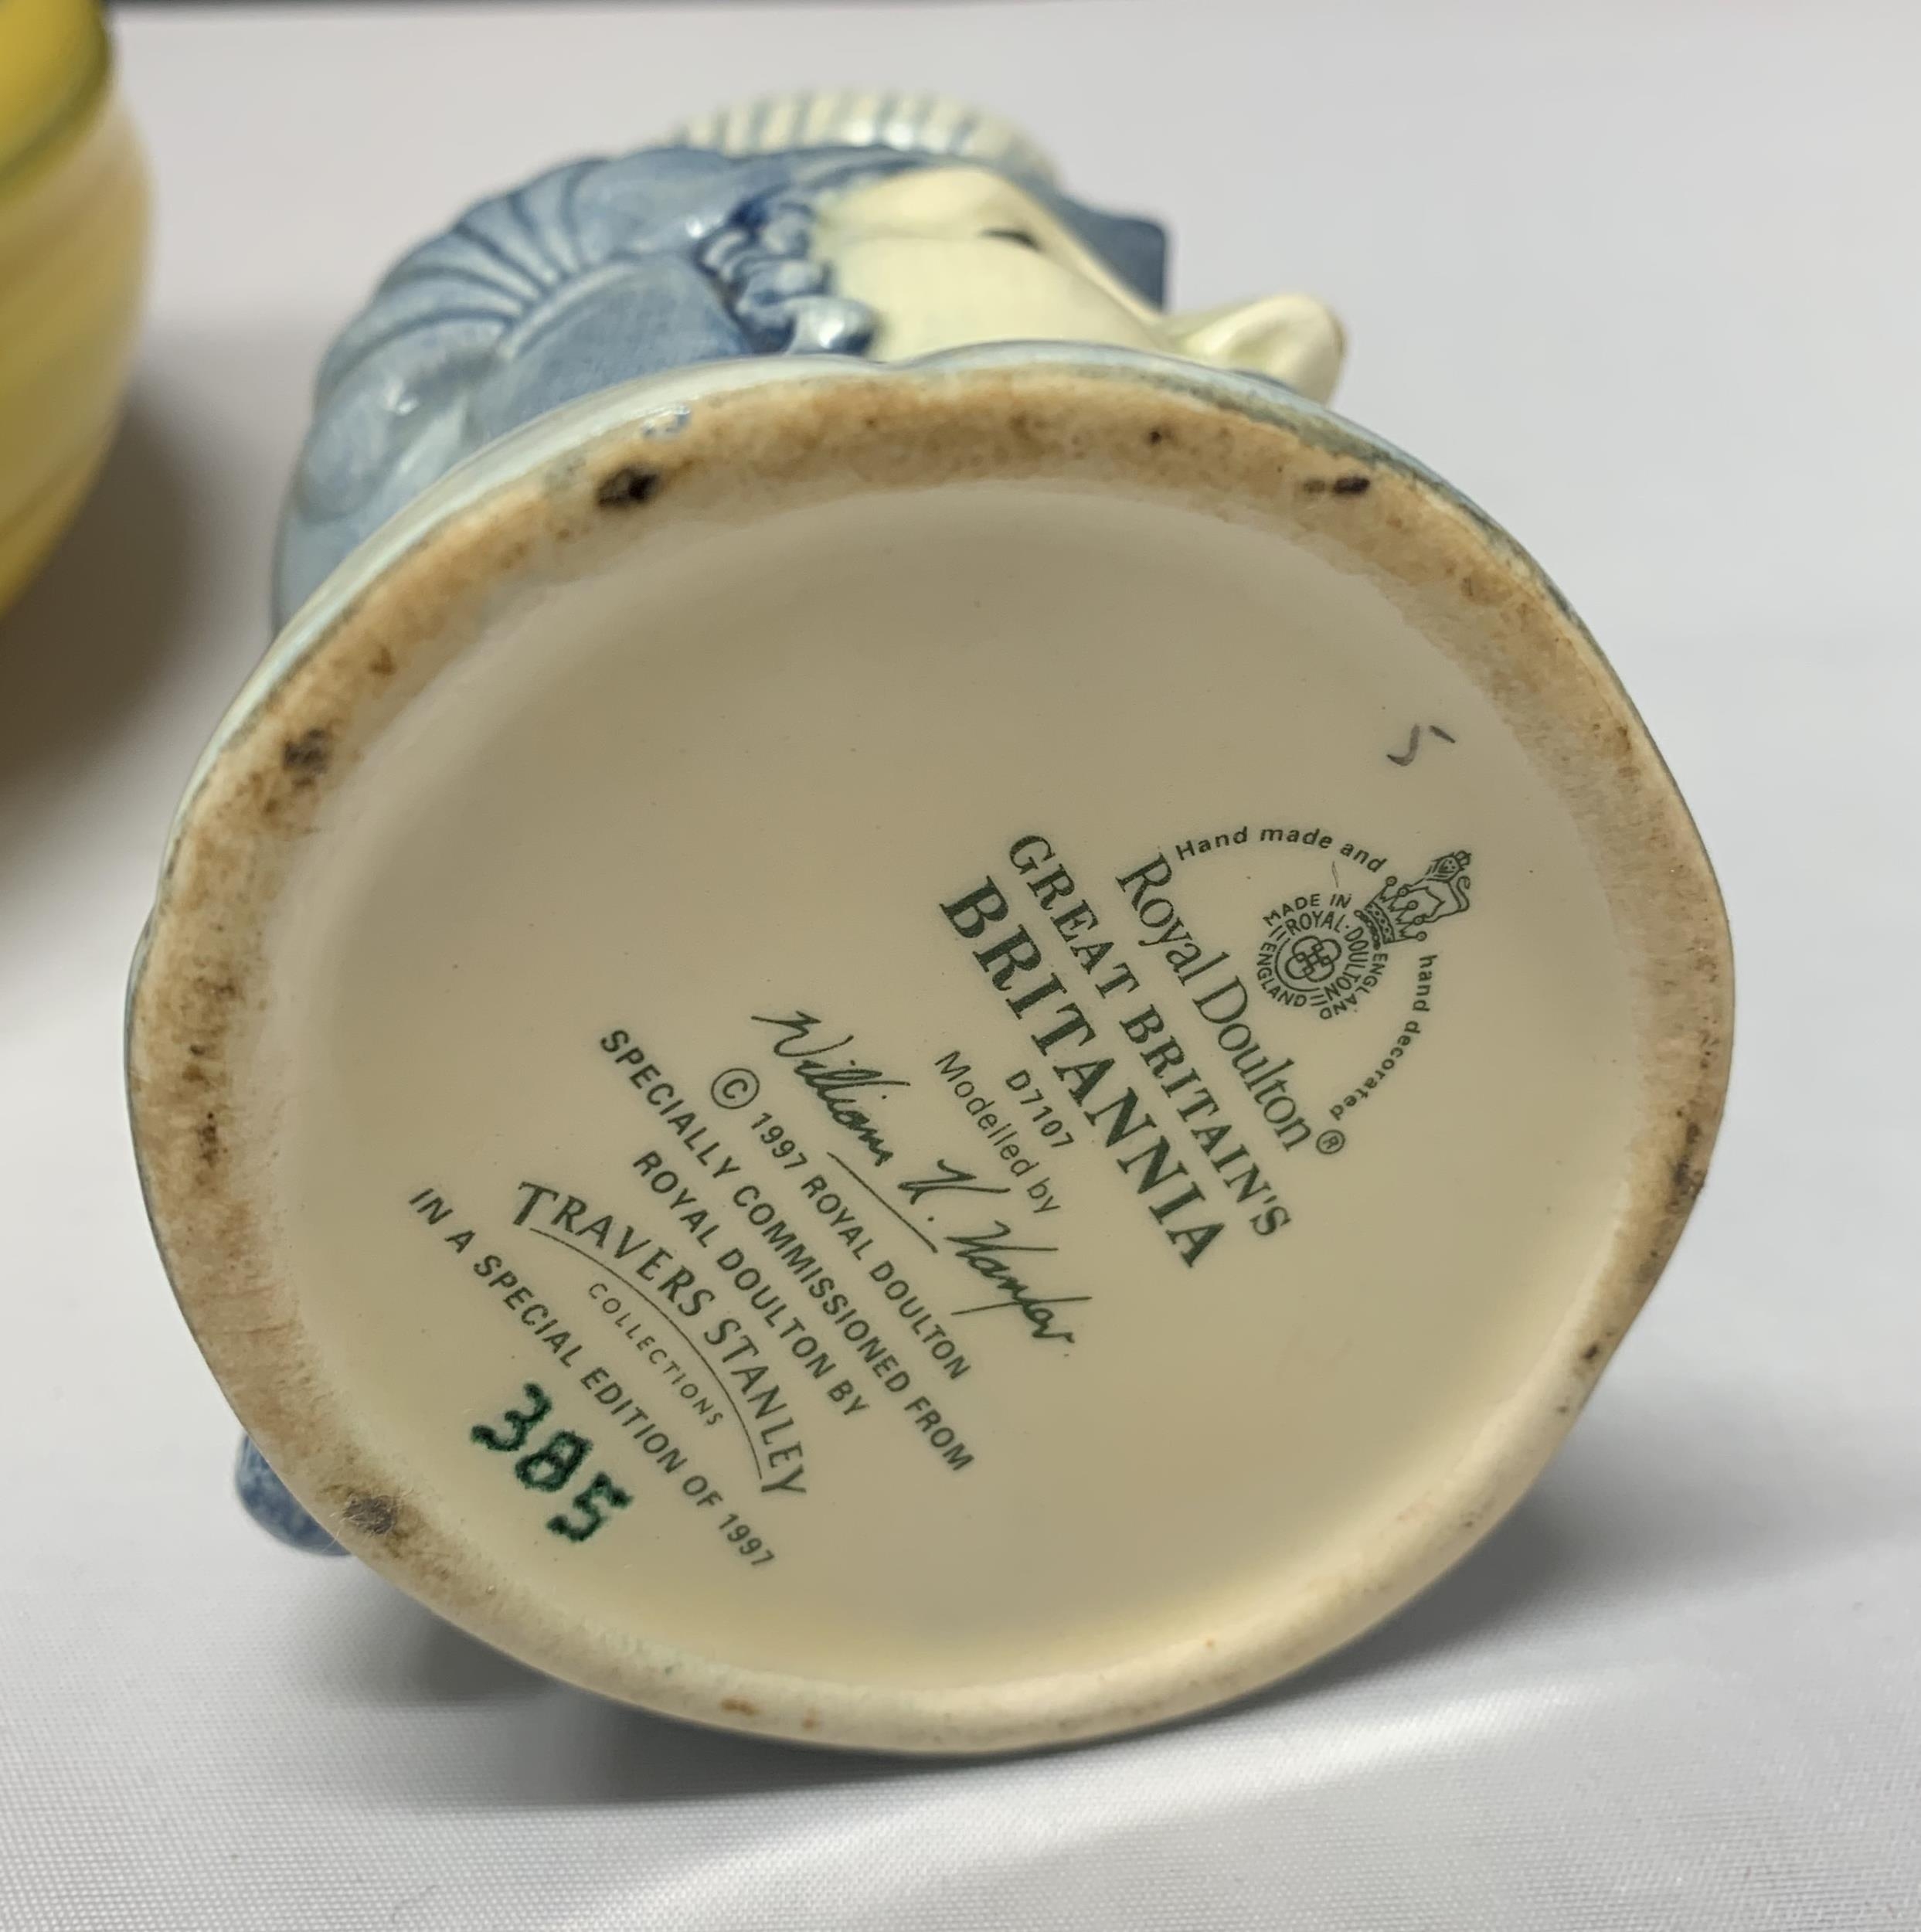 Hand made and hand decorated
MADE IN ENGLAND
ROYAL·DOULTON
ENGLAND
Royal Doulton®
GREAT BRITAIN'S
BRITANNIA
D7107
Modelled by
William K. Harper
© 1997 ROYAL DOULTON
SPECIALLY COMMISSIONED FROM
ROYAL DOULTON BY
TRAVERS STANLEY
COLLECTIONS
IN A SPECIAL EDITION OF 1997
385
5